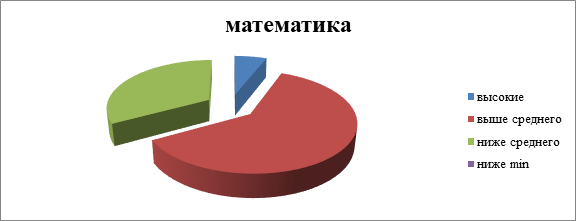 математика
высокие
выше среднего
ниже среднего
ниже min